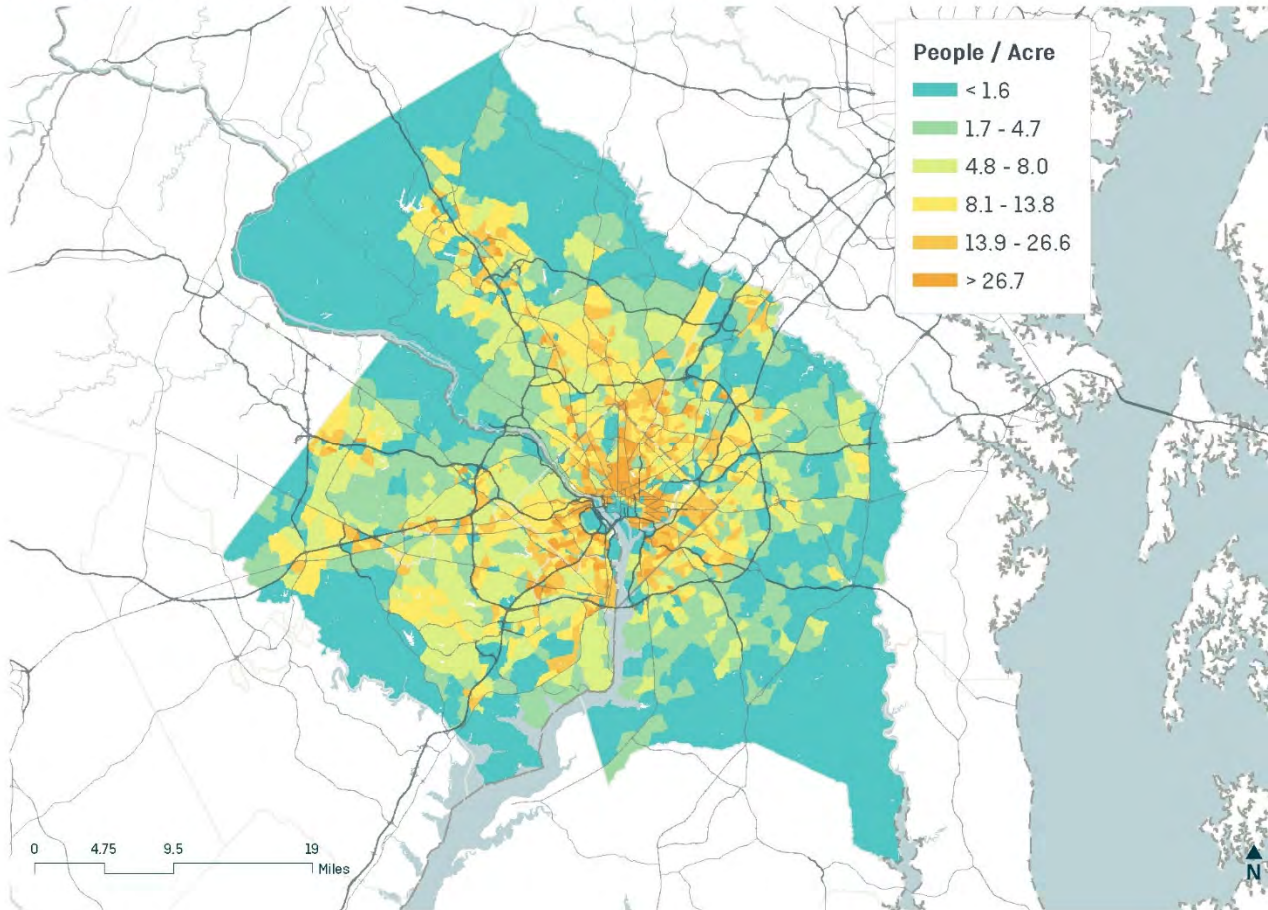 People / Acre
< 1.6
1.7 - 4.7
4.8 - 8.0
8.1 - 13.8
13.9 - 26.6
> 26.7
0 4.75 9.5 19
Miles
N